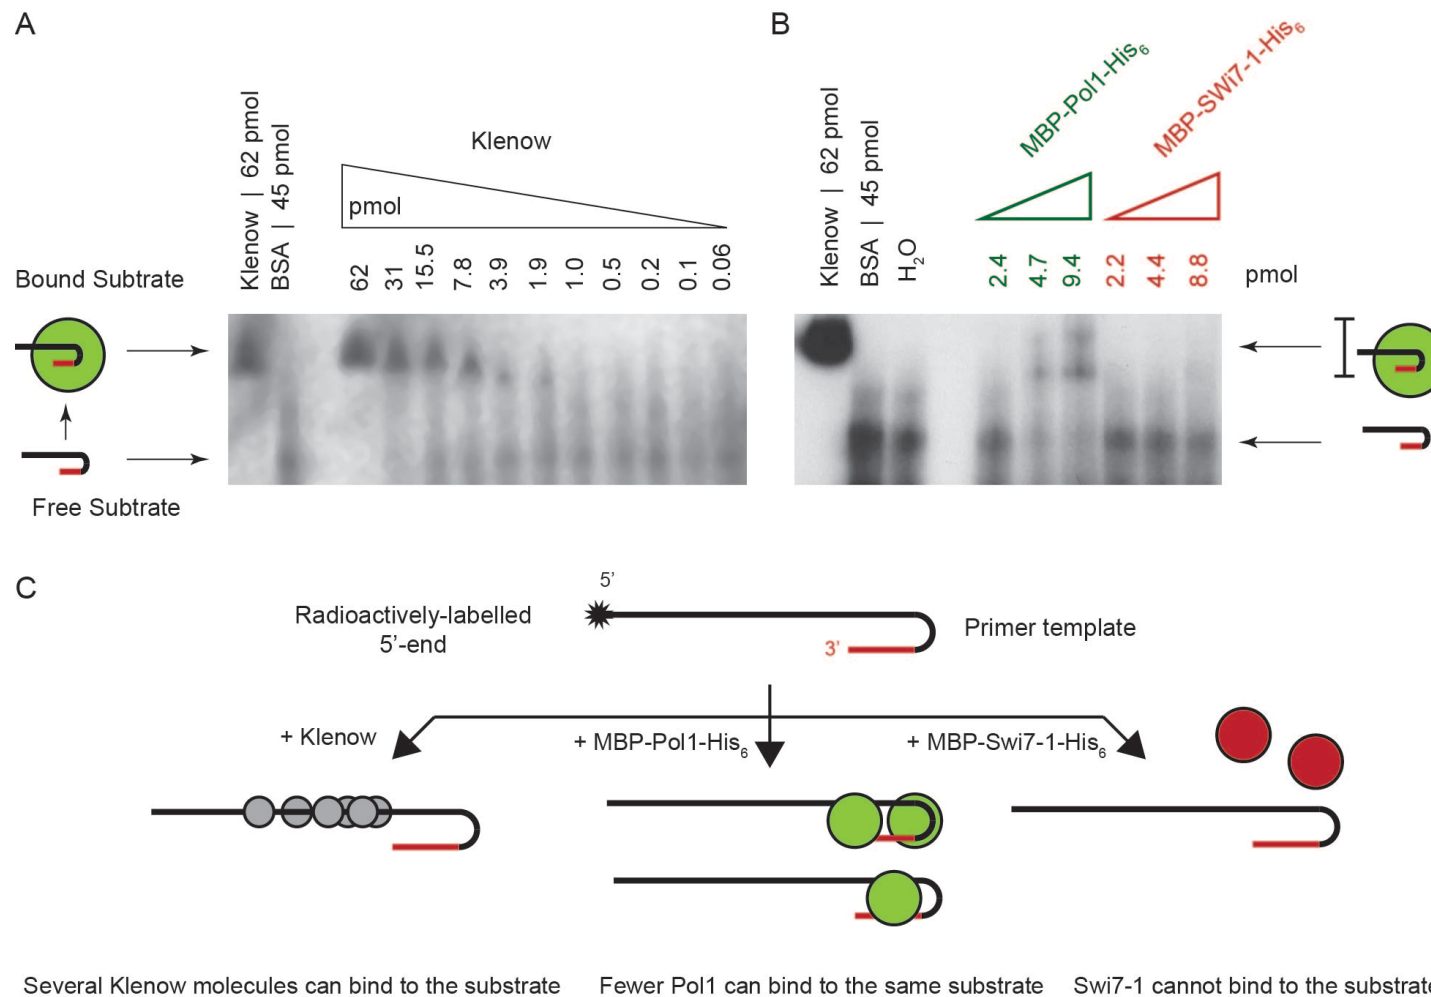 A
Klenow | 62 pmol
BSA | 45 pmol
Klenow
pmol
62
31
15.5
7.8
3.9
1.9
1.0
0.5
0.2
0.1
0.06
Bound Subtrate
Free Subtrate
B
Klenow | 62 pmol
BSA | 45 pmol
H2O
MBP-Pol1-His6
MBP-SWi7-1-His6
2.4
4.7
9.4
2.2
4.4
8.8
pmol
C
5’
Radioactively-labelled
5’-end
3’
Primer template
+ Klenow
+ MBP-Pol1-His6
+ MBP-Swi7-1-His6
Several Klenow molecules can bind to the substrate
Fewer Pol1 can bind to the same substrate
Swi7-1 cannot bind to the substrate